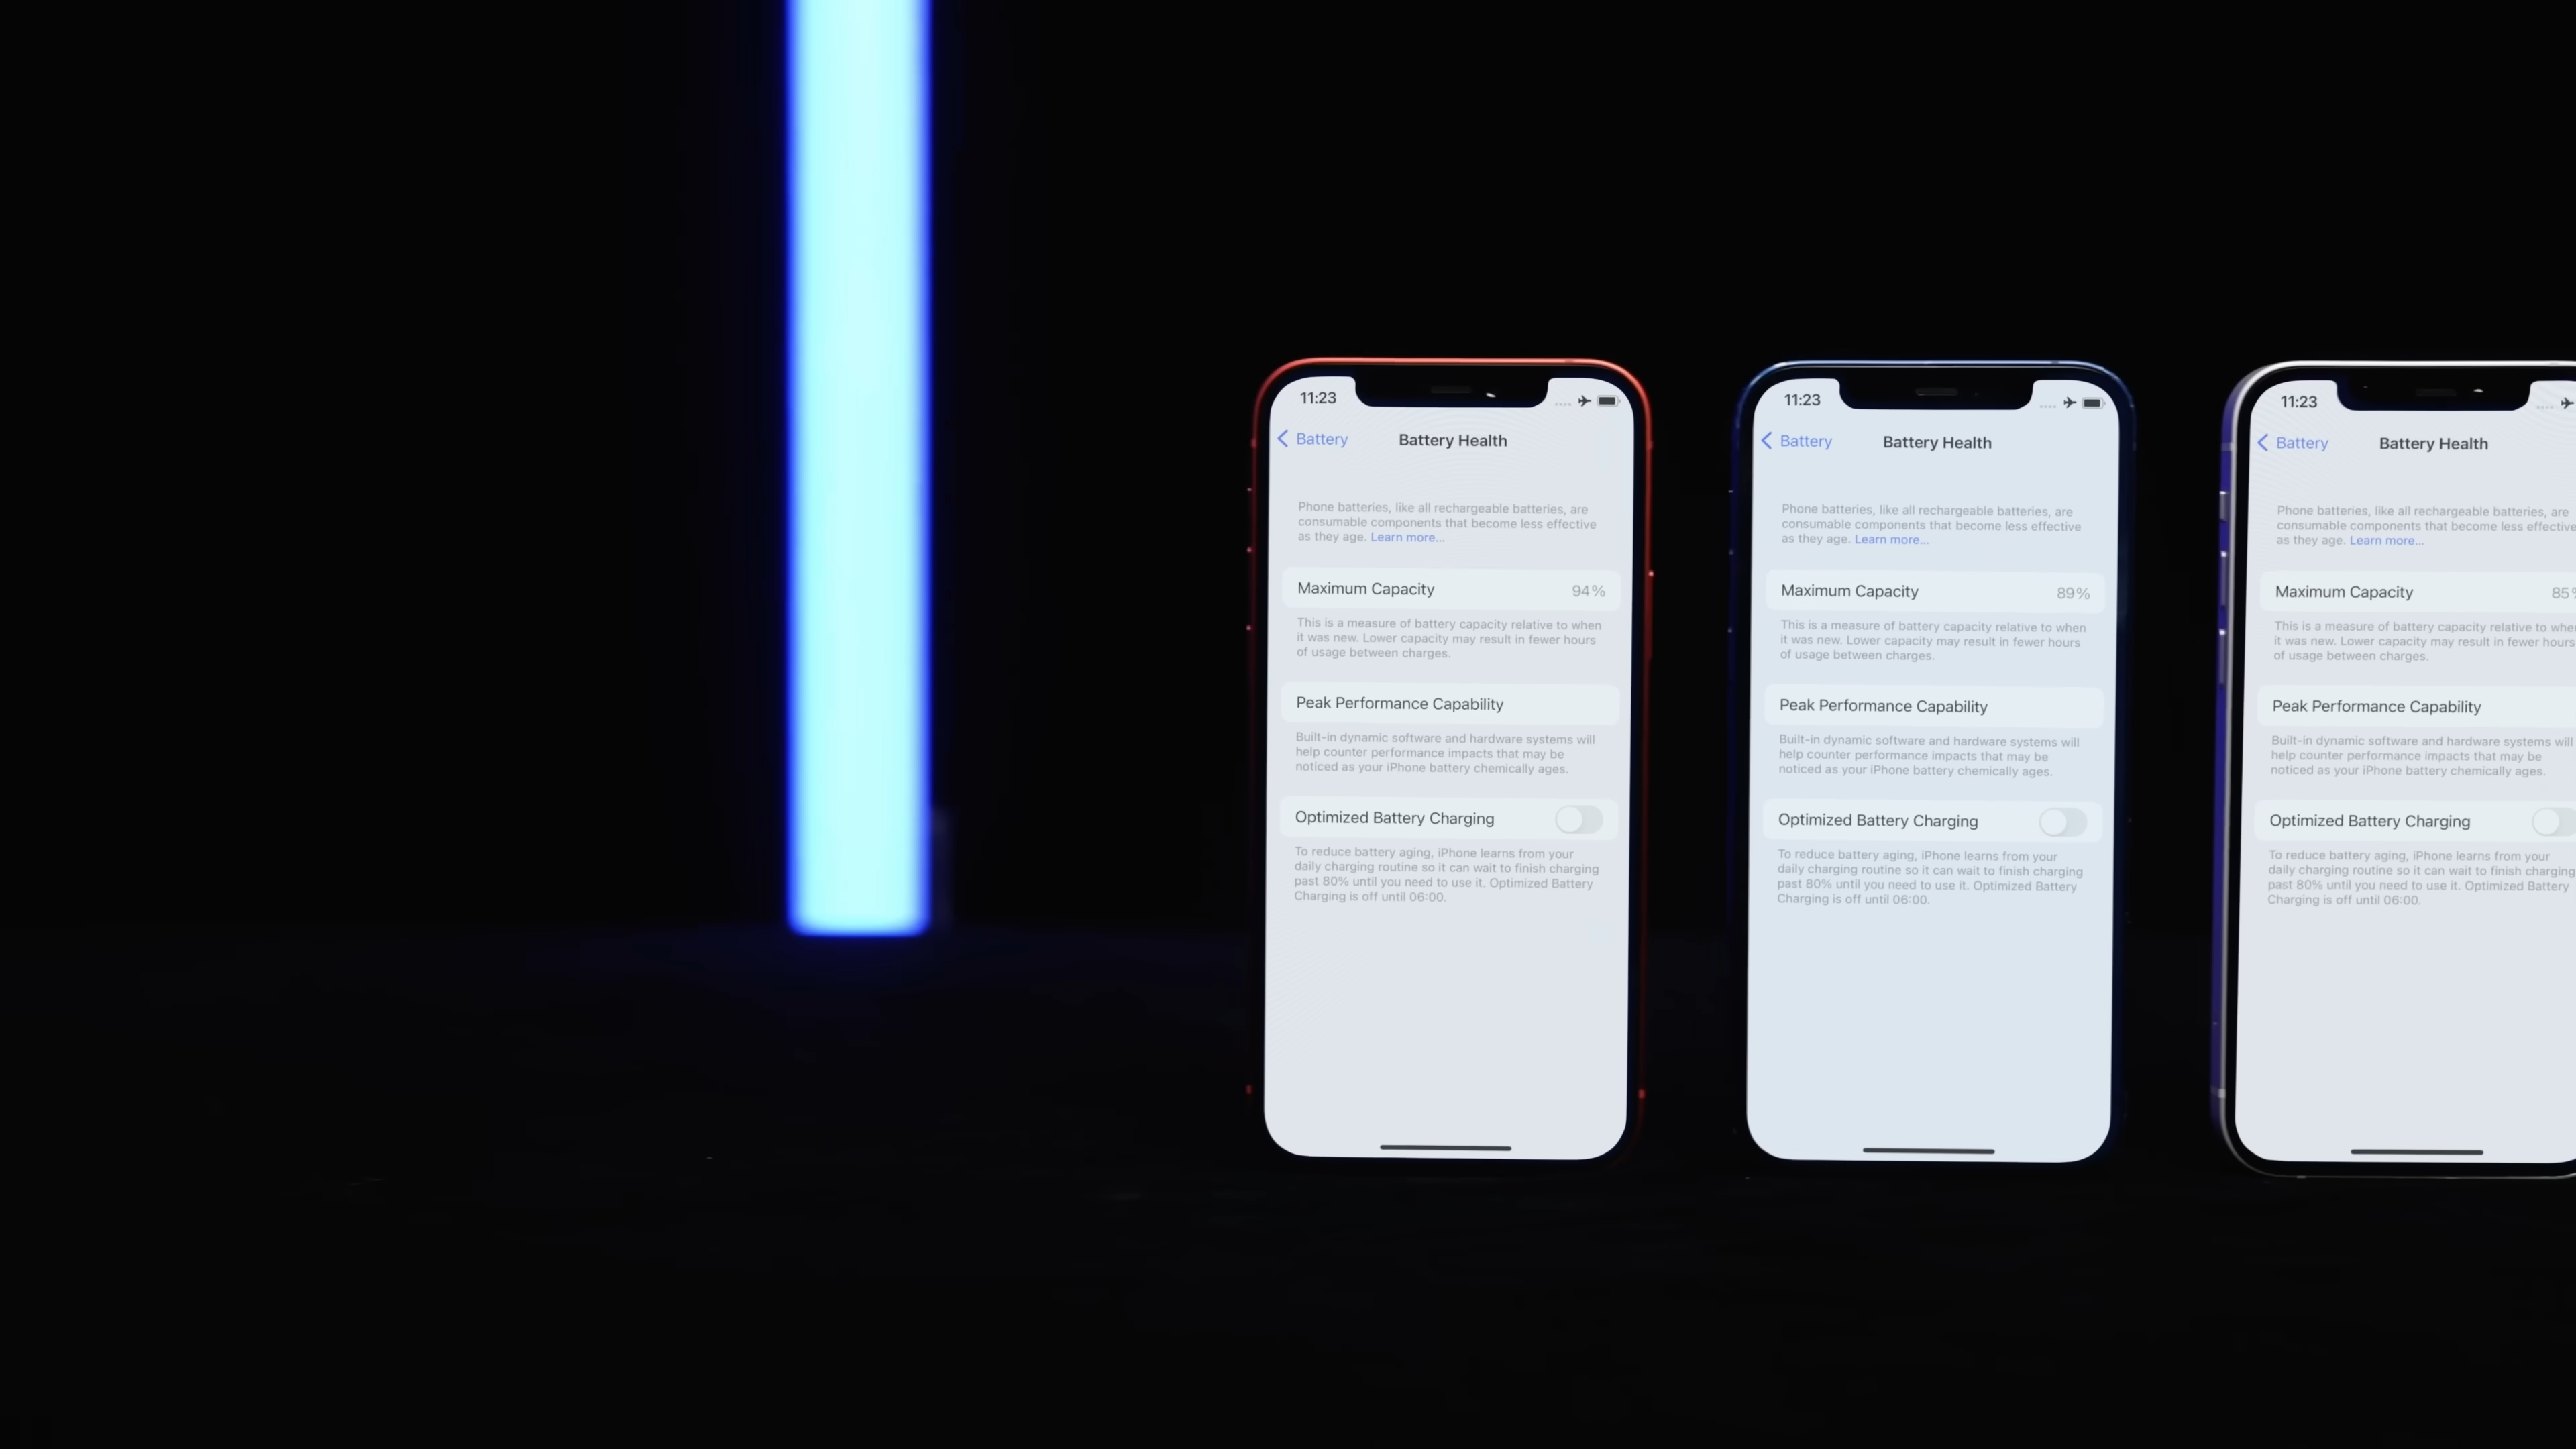 11:23
Battery
Battery Health
Phone batteries, like all rechargeable batteries, are
consumable components that become less effective
as they age. Learn more...
Maximum Capacity 94%
This is a measure of battery capacity relative to when
it was new. Lower capacity may result in fewer hours
of usage between charges.
Peak Performance Capability
Built-in dynamic software and hardware systems will
help counter performance impacts that may be
noticed as your iPhone battery chemically ages.
Optimized Battery Charging
To reduce battery aging, iPhone learns from your
daily charging routine so it can wait to finish charging
past 80% until you need to use it. Optimized Battery
Charging is off until 06:00.
11:23
Battery
Battery Health
Phone batteries, like all rechargeable batteries, are
consumable components that become less effective
as they age. Learn more...
Maximum Capacity 89%
This is a measure of battery capacity relative to when
it was new. Lower capacity may result in fewer hours
of usage between charges.
Peak Performance Capability
Built-in dynamic software and hardware systems will
help counter performance impacts that may be
noticed as your iPhone battery chemically ages.
Optimized Battery Charging
To reduce battery aging, iPhone learns from your
daily charging routine so it can wait to finish charging
past 80% until you need to use it. Optimized Battery
Charging is off until 06:00.
11:23
Battery
Battery Health
Phone batteries, like all rechargeable batteries, are
consumable components that become less effective
as they age. Learn more...
Maximum Capacity 85%
This is a measure of battery capacity relative to when
it was new. Lower capacity may result in fewer hours
of usage between charges.
Peak Performance Capability
Built-in dynamic software and hardware systems will
help counter performance impacts that may be
noticed as your iPhone battery chemically ages.
Optimized Battery Charging
To reduce battery aging, iPhone learns from your
daily charging routine so it can wait to finish charging
past 80% until you need to use it. Optimized Battery
Charging is off until 06:00.